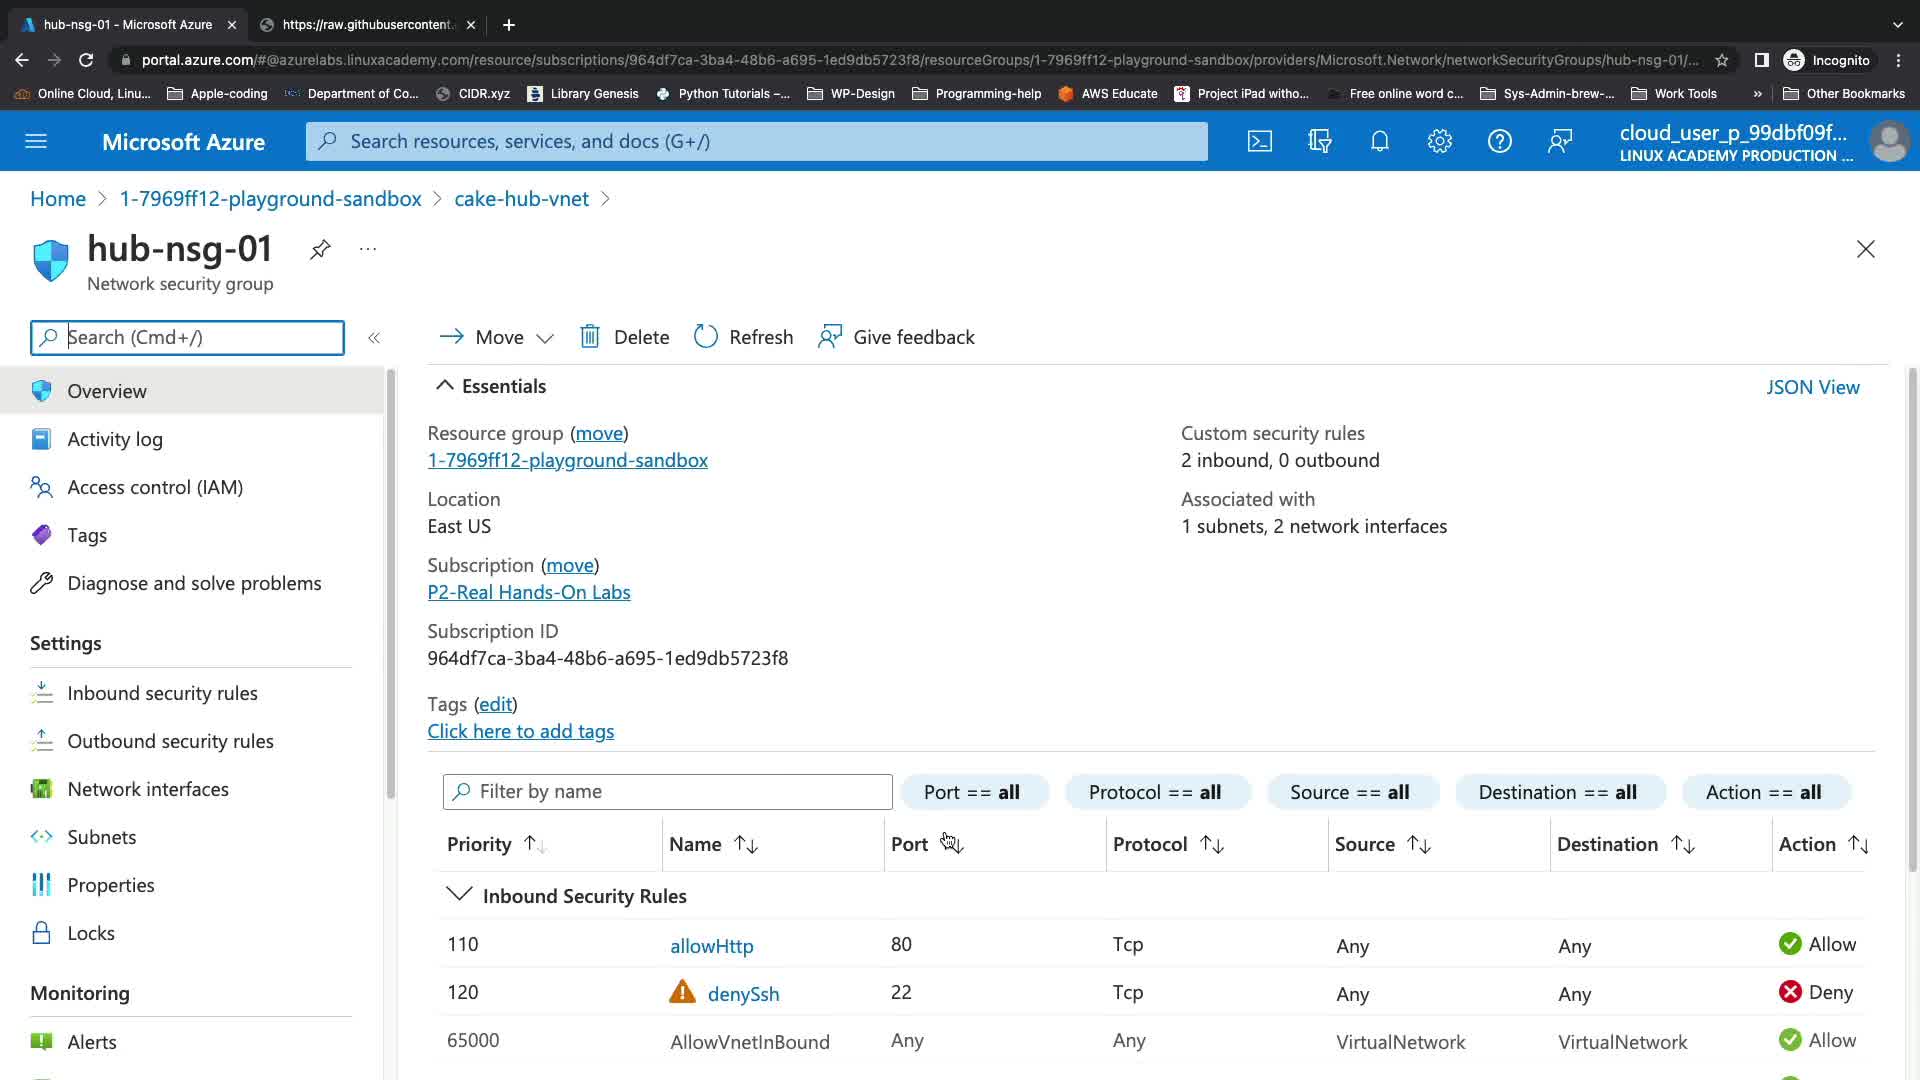 hub-nsg-01 - Microsoft Azure
https://raw.githubusercontent.
portal.azure.com/#@azurelabs.linuxacademy.com/resource/subscriptions/964df7ca-3ba4-48b6-a695-1ed9db5723f8/resourceGroups/1-7969ff12-playground-sandbox/providers/Microsoft.Network/networkSecurityGroups/hub-nsg-01/...
Incognito
Online Cloud, Linu...
Apple-coding
Department of Co...
CIDR.xyz
Library Genesis
Python Tutorials –...
WP-Design
Programming-help
AWS Educate
Project iPad witho...
Free online word c...
Sys-Admin-brew-...
Work Tools
»
Other Bookmarks
Microsoft Azure
Search resources, services, and docs (G+/)
cloud_user_p_99dbf09f...
LINUX ACADEMY PRODUCTION ...
Home > 1-7969ff12-playground-sandbox > cake-hub-vnet >
hub-nsg-01
...
Network security group
Search (Cmd+/)
«
Move
Delete
Refresh
Give feedback
Overview
Activity log
Access control (IAM)
Tags
Diagnose and solve problems
Settings
Inbound security rules
Outbound security rules
Network interfaces
Subnets
Properties
Locks
Monitoring
Alerts
Essentials
JSON View
Resource group (move)
1-7969ff12-playground-sandbox
Location
East US
Subscription (move)
P2-Real Hands-On Labs
Subscription ID
964df7ca-3ba4-48b6-a695-1ed9db5723f8
Tags (edit)
Click here to add tags
Custom security rules
2 inbound, 0 outbound
Associated with
1 subnets, 2 network interfaces
Filter by name
Port == all
Protocol == all
Source == all
Destination == all
Action == all
Priority Name Port Protocol Source Destination Action
Inbound Security Rules
110 allowHttp 80 Tcp Any Any Allow
120 denySsh 22 Tcp Any Any Deny
65000 AllowVnetInBound Any Any VirtualNetwork VirtualNetwork Allow